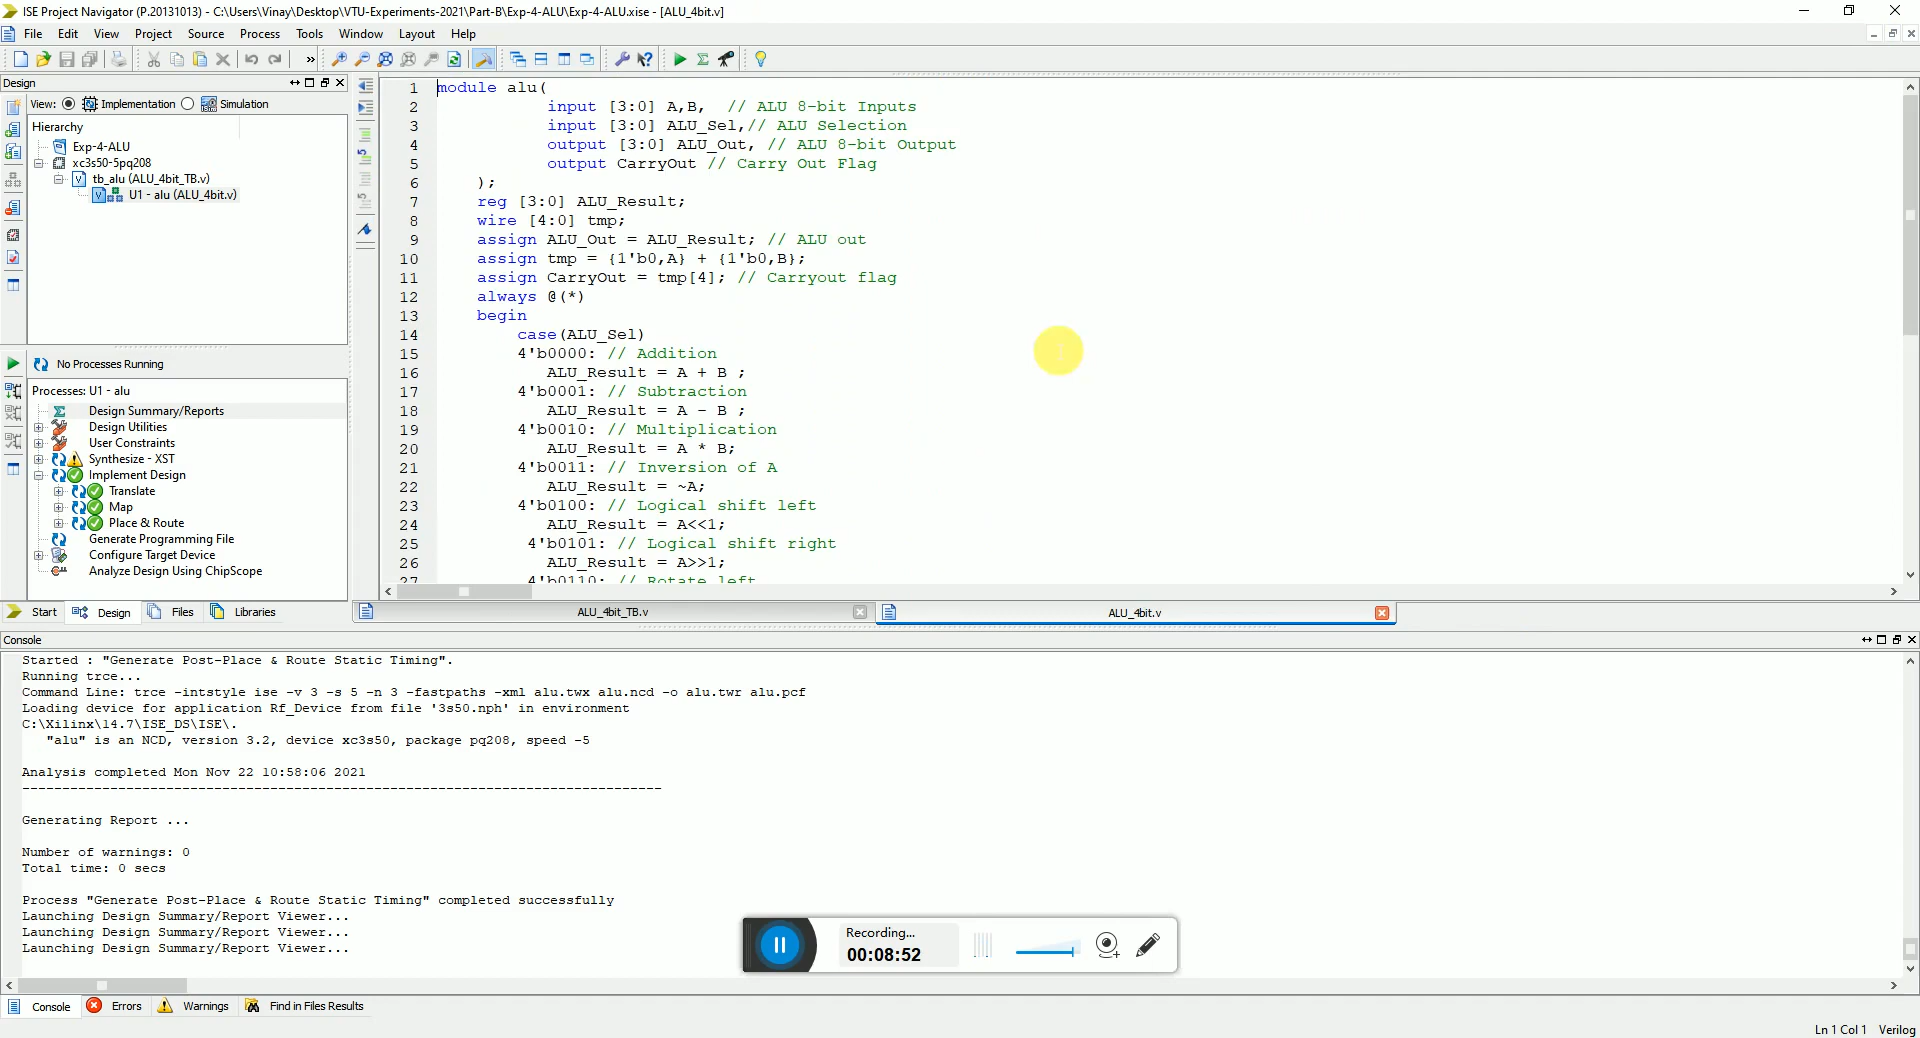 ISE Project Navigator (P.20131013) - C:\Users\Vinay\Desktop\VTU-Experiments-2021\Part-B\Exp-4-ALU\Exp-4-ALU.xise - [ALU_4bit.v]
File Edit View Project Source Process Tools Window Layout Help
Design
View: Implementation Simulation
Hierarchy
Exp-4-ALU
xc3s50-5pq208
tb_alu (ALU_4bit_TB.v)
U1 - alu (ALU_4bit.v)
No Processes Running
Processes: U1 - alu
Design Summary/Reports
Design Utilities
User Constraints
Synthesize - XST
Implement Design
Translate
Map
Place & Route
Generate Programming File
Configure Target Device
Analyze Design Using ChipScope
Start Design Files Libraries
1 module alu(
2 input [3:0] A,B, // ALU 8-bit Inputs
3 input [3:0] ALU_Sel,// ALU Selection
4 output [3:0] ALU_Out, // ALU 8-bit Output
5 output CarryOut // Carry Out Flag
6 );
7 reg [3:0] ALU_Result;
8 wire [4:0] tmp;
9 assign ALU_Out = ALU_Result; // ALU out
10 assign tmp = {1'b0,A} + {1'b0,B};
11 assign CarryOut = tmp[4]; // Carryout flag
12 always @(*)
13 begin
14 case(ALU_Sel)
15 4'b0000: // Addition
16 ALU_Result = A + B ;
17 4'b0001: // Subtraction
18 ALU_Result = A - B ;
19 4'b0010: // Multiplication
20 ALU_Result = A * B;
21 4'b0011: // Inversion of A
22 ALU_Result = ~A;
23 4'b0100: // Logical shift left
24 ALU_Result = A<<1;
25 4'b0101: // Logical shift right
26 ALU_Result = A>>1;
27 4'b0110: // Rotate left
ALU_4bit_TB.v ALU_4bit.v
Console
Started : "Generate Post-Place & Route Static Timing".
Running trce...
Command Line: trce -intstyle ise -v 3 -s 5 -n 3 -fastpaths -xml alu.twx alu.ncd -o alu.twr alu.pcf
Loading device for application Rf_Device from file '3s50.nph' in environment
C:\Xilinx\14.7\ISE_DS\ISE\.
"alu" is an NCD, version 3.2, device xc3s50, package pq208, speed -5
Analysis completed Mon Nov 22 10:58:06 2021
--------------------------------------------------------------------------------
Generating Report ...
Number of warnings: 0
Total time: 0 secs
Process "Generate Post-Place & Route Static Timing" completed successfully
Launching Design Summary/Report Viewer...
Launching Design Summary/Report Viewer...
Launching Design Summary/Report Viewer...
Recording...
00:08:52
Console Errors Warnings Find in Files Results
Ln 1 Col 1 Verilog